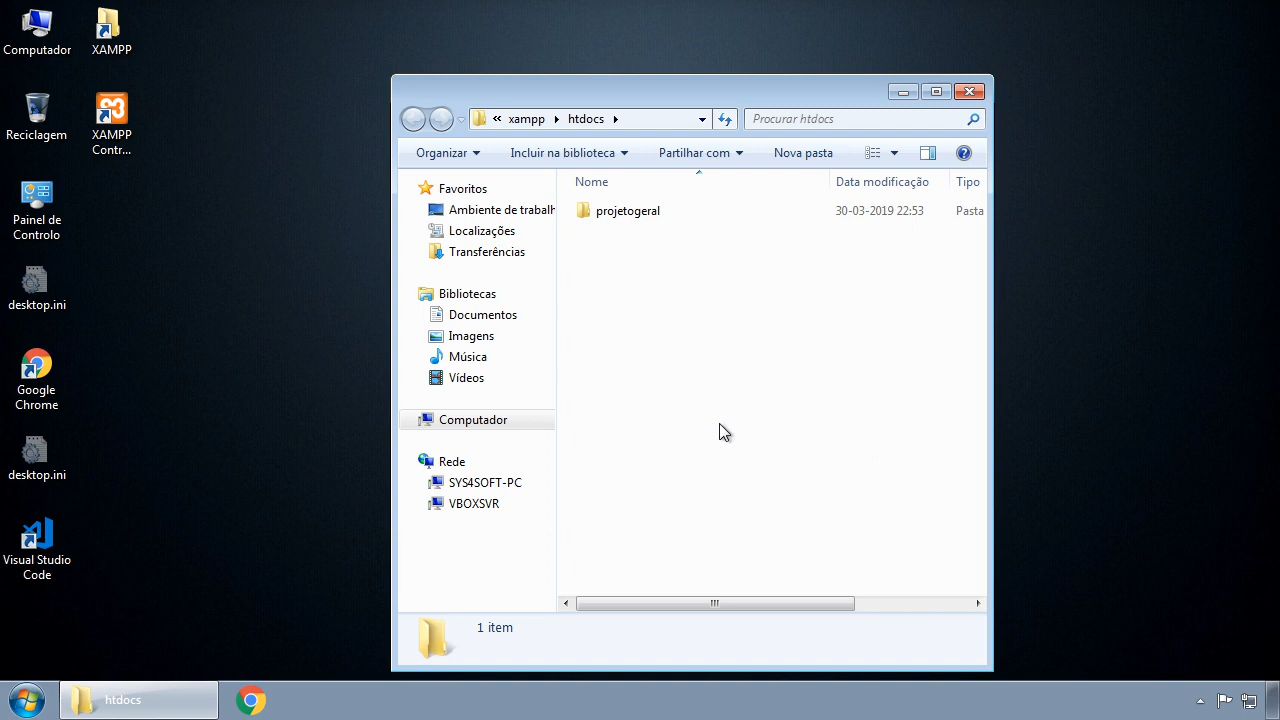 Computador
XAMPP
Reciclagem
XAMPP
Contr...
Painel de
Controlo
desktop.ini
Google
Chrome
desktop.ini
Visual Studio
Code
xampp
htdocs
Procurar htdocs
Organizar
Incluir na biblioteca
Partilhar com
Nova pasta
Favoritos
Ambiente de trabalh
Localizações
Transferências
Bibliotecas
Documentos
Imagens
Música
Vídeos
Computador
Rede
SYS4SOFT-PC
VBOXSVR
Nome
Data modificação
Tipo
projetogeral
30-03-2019 22:53
Pasta
1 item
htdocs